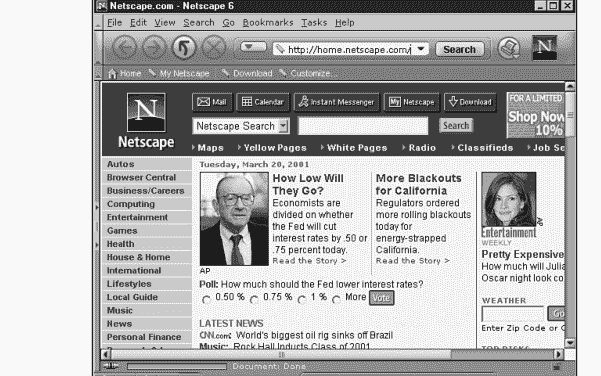 Netscape.com - Netscape 6
File Edit View Search Go Bookmarks Tasks Help
http://home.netscape.com/ Search
Home My Netscape Download Customize...
N
Netscape
Mail Calendar Instant Messenger My Netscape Download
FOR A LIMITED
Shop Now
10%
Netscape Search Search
Maps Yellow Pages White Pages Radio Classifieds Job Se
Autos
Browser Central
Business/Careers
Computing
Entertainment
Games
Health
House & Home
International
Lifestyles
Local Guide
Music
News
Personal Finance
Tuesday, March 20, 2001
How Low Will
They Go?
Economists are
divided on whether
the Fed will cut
interest rates by .50 or
.75 percent today.
Read the Story >
AP
More Blackouts
for California
Regulators ordered
more rolling blackouts
today for
energy-strapped
California.
Read the Story >
AP
Entertainment
WEEKLY
Pretty Expensive
How much will Julia
Oscar night look co
Poll: How much should the Fed lower interest rates?
0.50 % 0.75 % 1 % More Vote
WEATHER
Go
Enter Zip Code or C
LATEST NEWS
CNN.com: World's biggest oil rig sinks off Brazil
Music: Rock Hall Inducts Class of 2001
TOP PICKS
Document: Done